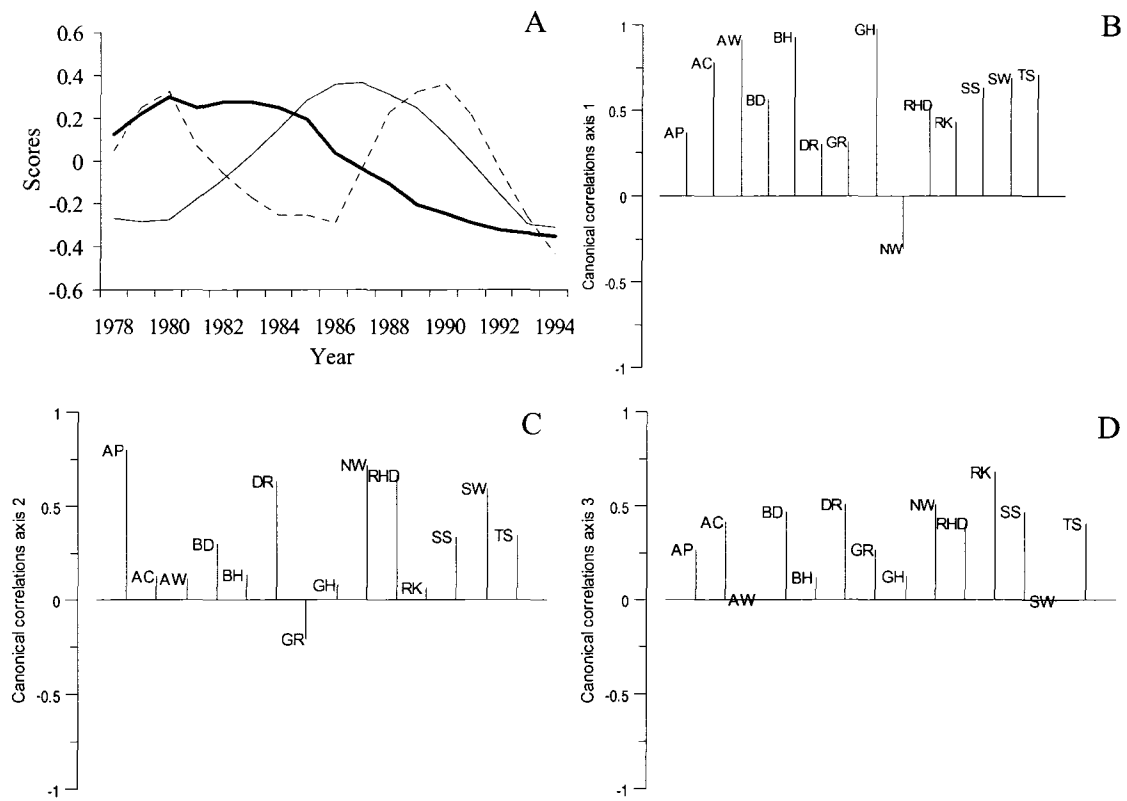 A
0.6
0.4
0.2
0
-0.2
-0.4
-0.6
Scores
1978 1980 1982 1984 1986 1988 1990 1992 1994
Year
B
1
0.5
0
-0.5
-1
Canonical correlations axis 1
AP AC AW BD BH DR GR GH NW RHD RK SS SW TS
C
1
0.5
0
-0.5
-1
Canonical correlations axis 2
AP AC AW BD BH DR GR GH NW RHD RK SS SW TS
D
1
0.5
0
-0.5
-1
Canonical correlations axis 3
AP AC AW BD BH DR GR GH NW RHD RK SS SW TS